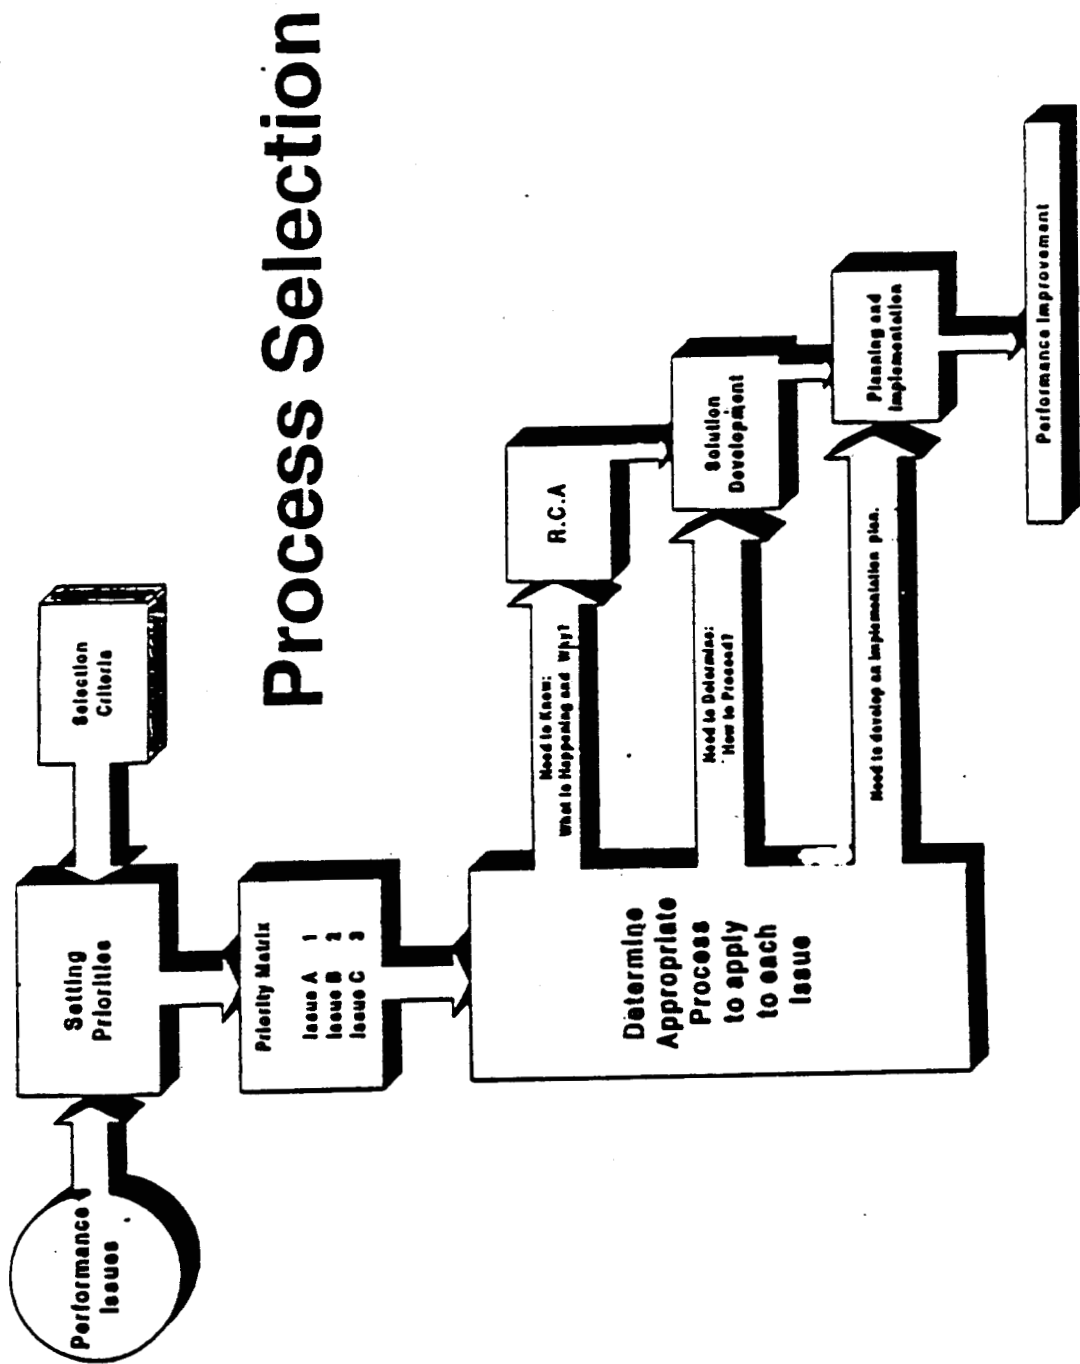 Process Selection
Performance
Issues
Setting
Priorities
Selection
Criteria
Priority Matrix
Issue A 1
Issue B 2
Issue C 3
Determine
Appropriate
Process
to apply
to each
Issue
Need to Know:
What is Happening and Why?
R.C.A
Need to Determine:
How to Proceed?
Solution
Development
Need to develop an implementation plan.
Planning and
Implementation
Performance Improvement